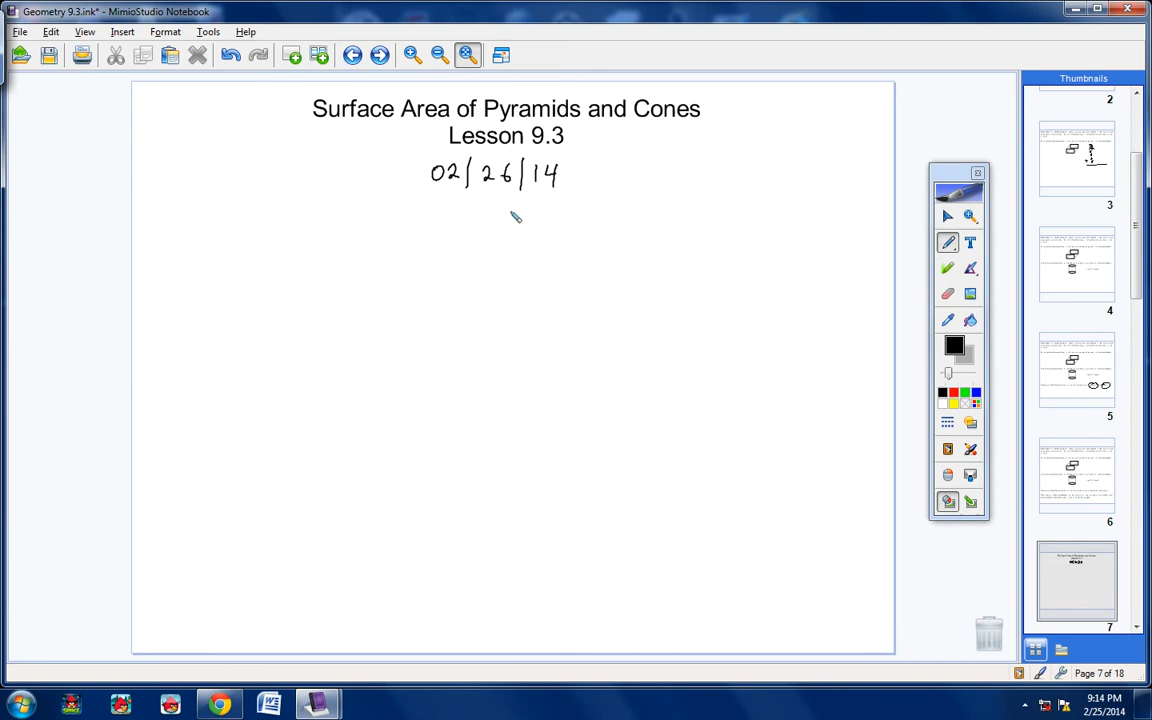 Geometry 9.3.ink* - MimioStudio Notebook
File Edit View Insert Format Tools Help
Thumbnails
Surface Area of Pyramids and Cones
Lesson 9.3
02/26/14
2
3
4
5
6
7
T
Page 7 of 18
9:14 PM
2/25/2014